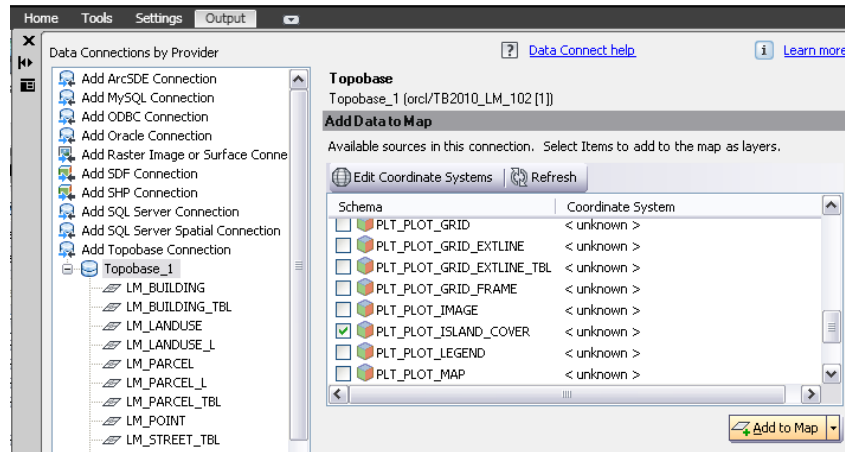 Home Tools Settings Output
Data Connections by Provider
? Data Connect help
i Learn more
Add ArcSDE Connection
Add MySQL Connection
Add ODBC Connection
Add Oracle Connection
Add Raster Image or Surface Conne
Add SDF Connection
Add SHP Connection
Add SQL Server Connection
Add SQL Server Spatial Connection
Add Topobase Connection
Topobase_1
LM_BUILDING
LM_BUILDING_TBL
LM_LANDUSE
LM_LANDUSE_L
LM_PARCEL
LM_PARCEL_L
LM_PARCEL_TBL
LM_POINT
LM_STREET_TBL
Topobase
Topobase_1 (orcl/TB2010_LM_102 [1])
Add Data to Map
Available sources in this connection. Select Items to add to the map as layers.
Edit Coordinate Systems Refresh
Schema Coordinate System
PLT_PLOT_GRID < unknown >
PLT_PLOT_GRID_EXTLINE < unknown >
PLT_PLOT_GRID_EXTLINE_TBL < unknown >
PLT_PLOT_GRID_FRAME < unknown >
PLT_PLOT_IMAGE < unknown >
PLT_PLOT_ISLAND_COVER < unknown >
PLT_PLOT_LEGEND < unknown >
PLT_PLOT_MAP < unknown >
Add to Map